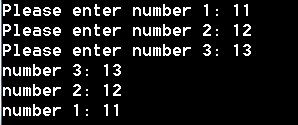 Please enter number 1: 11
Please enter number 2: 12
Please enter number 3: 13
number 3: 13
number 2: 12
number 1: 11